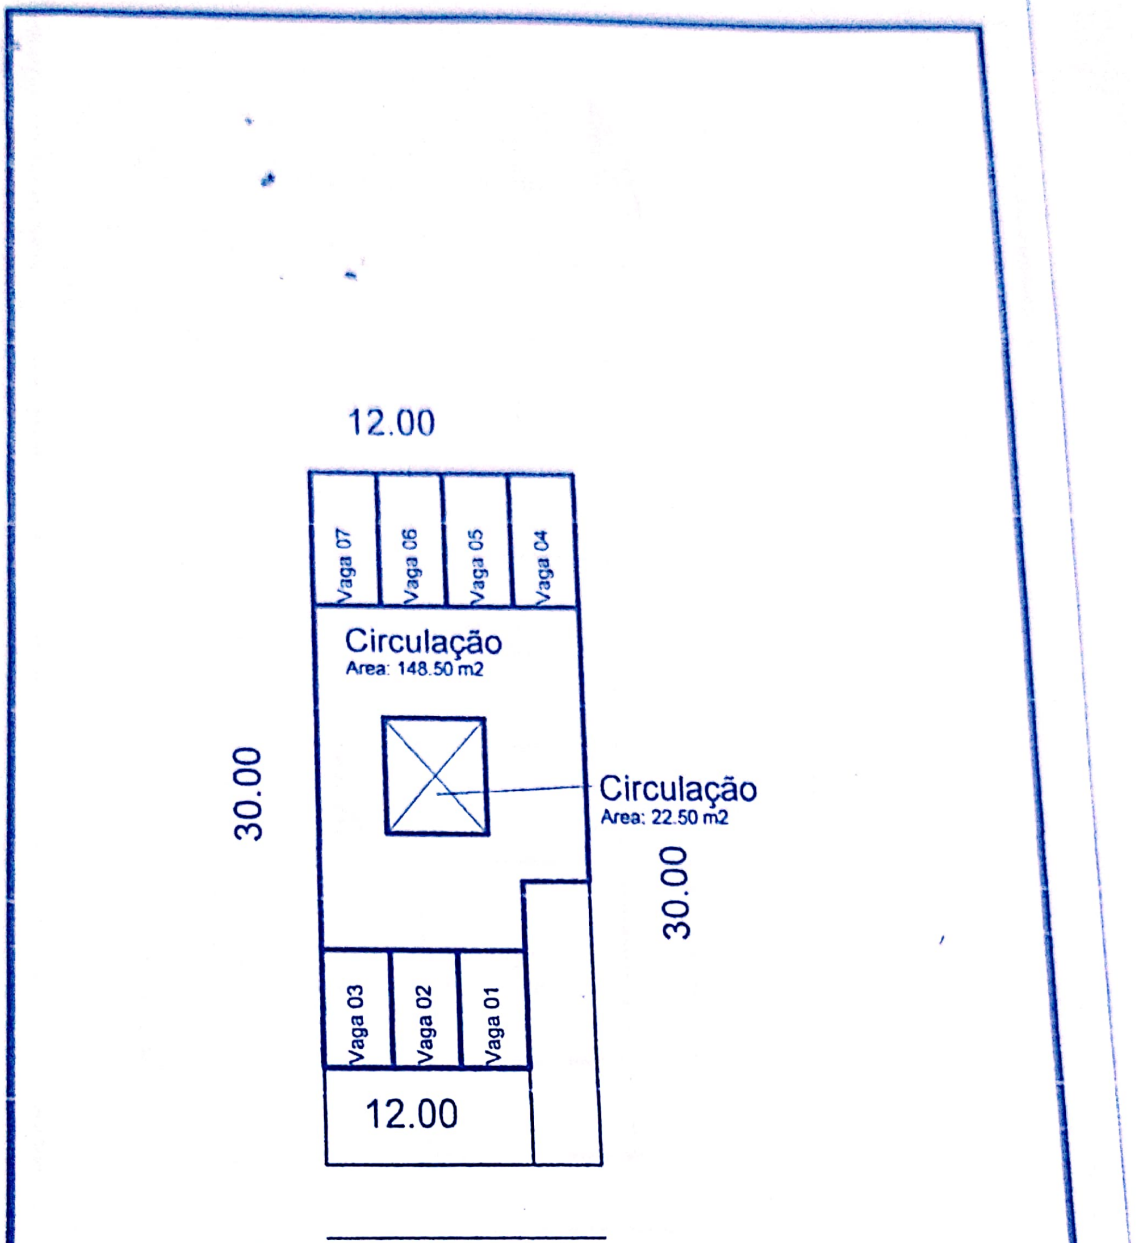 12.00
Vaga 07
Vaga 06
Vaga 05
Vaga 04
Circulação
Area: 148.50 m2
30.00
Circulação
Area: 22.50 m2
30.00
Vaga 03
Vaga 02
Vaga 01
12.00